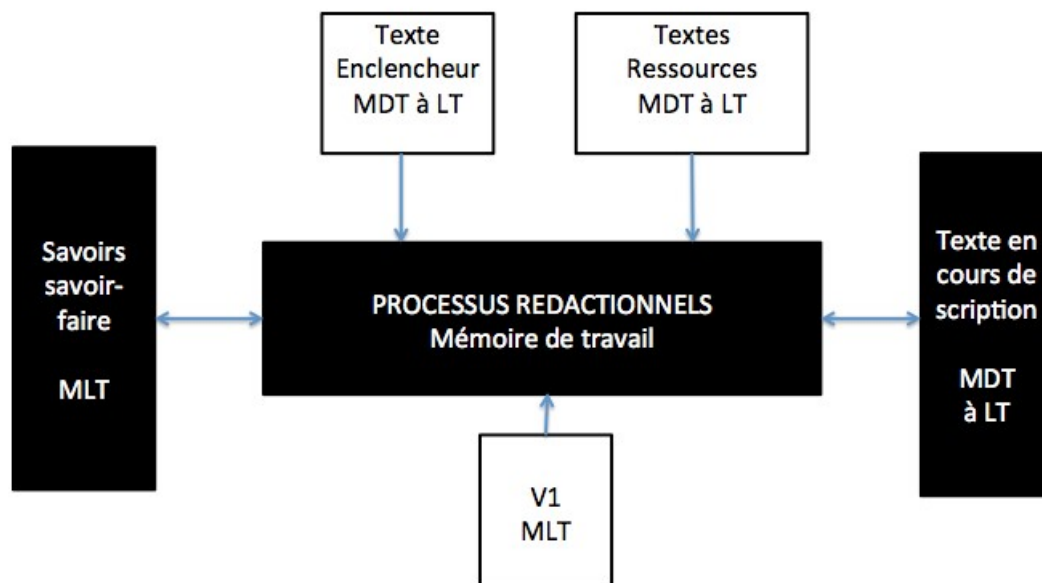 Texte
Enclencheur
MDT à LT
Textes
Ressources
MDT à LT
Savoirs
savoir-
faire
MLT
PROCESSUS REDACTIONNELS
Mémoire de travail
Texte en
cours de
scription
MDT
à LT
V1
MLT